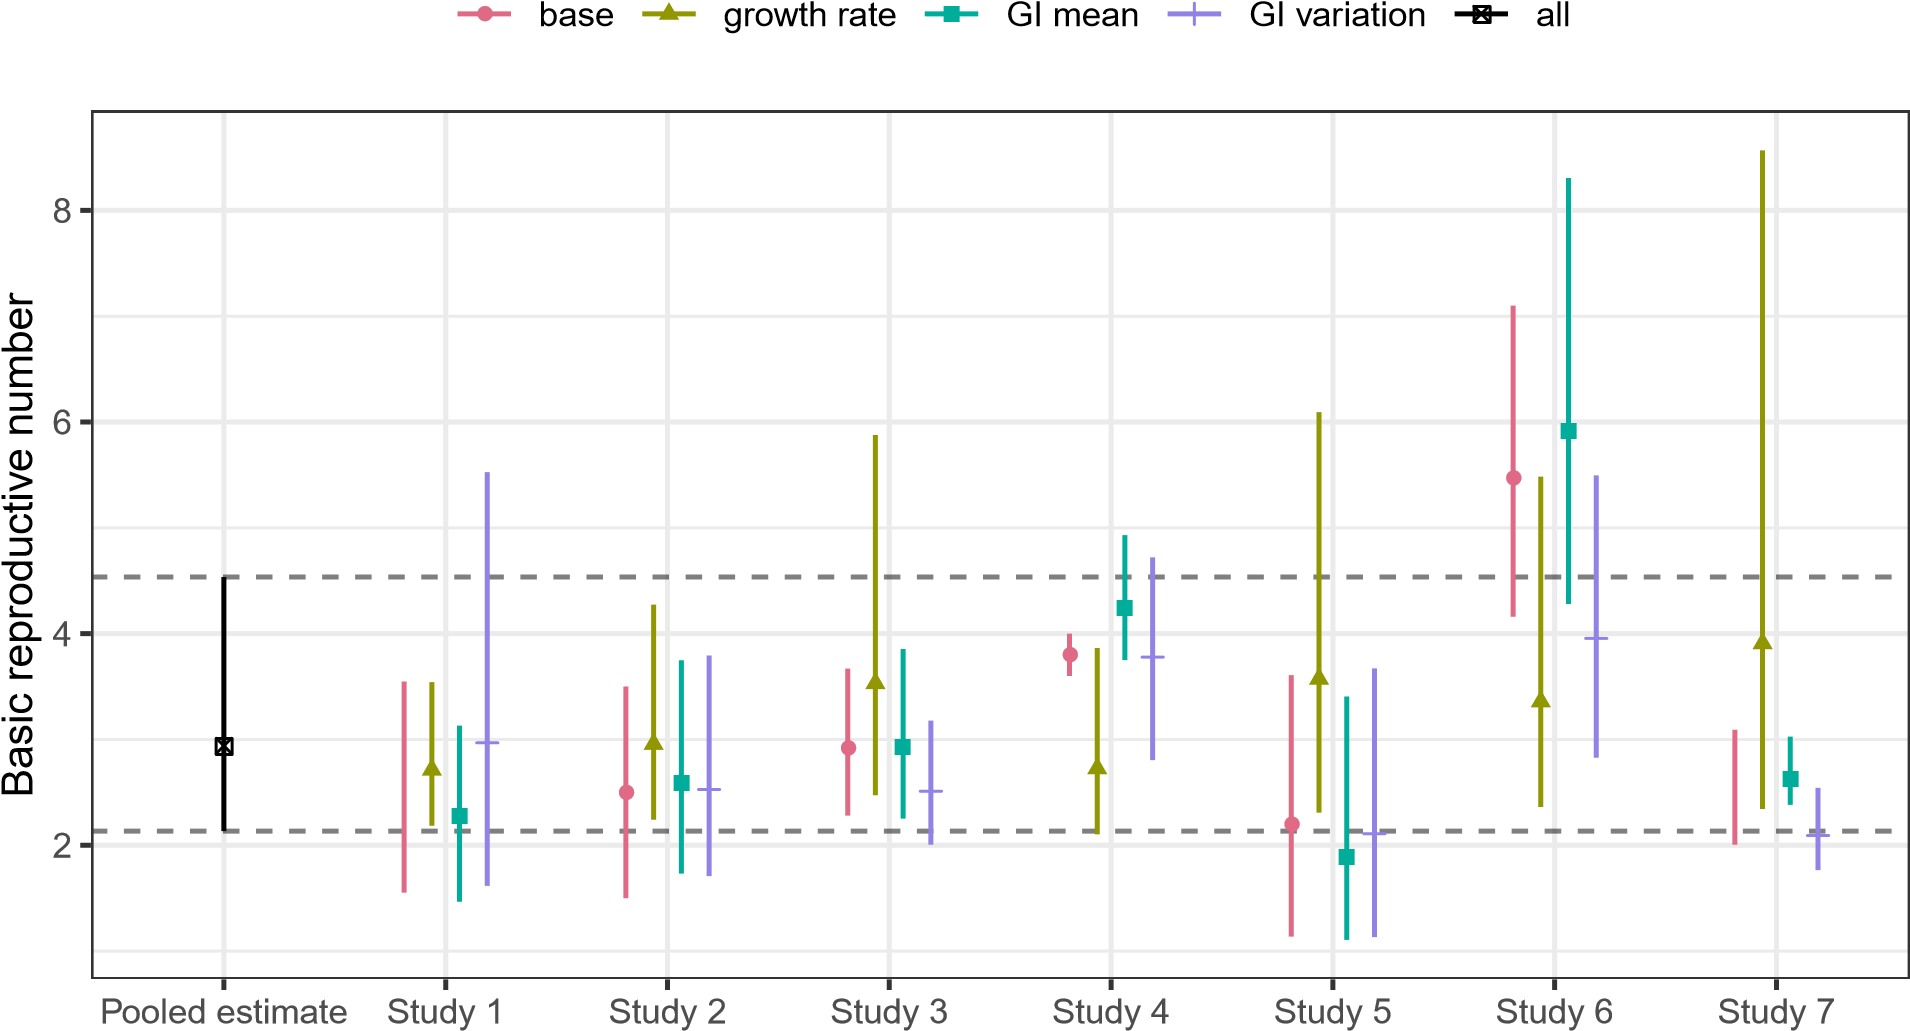 base growth rate GI mean GI variation all
Basic reproductive number
8
6
4
2
Pooled estimate Study 1 Study 2 Study 3 Study 4 Study 5 Study 6 Study 7